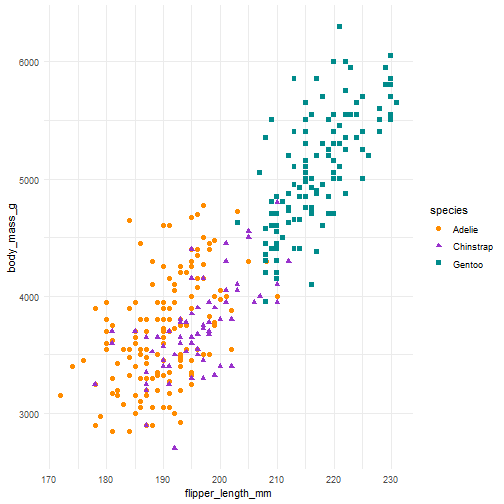 6000
5000
4000
3000
body_mass_g
170
180
190
200
210
220
230
flipper_length_mm
species
Adelie
Chinstrap
Gentoo